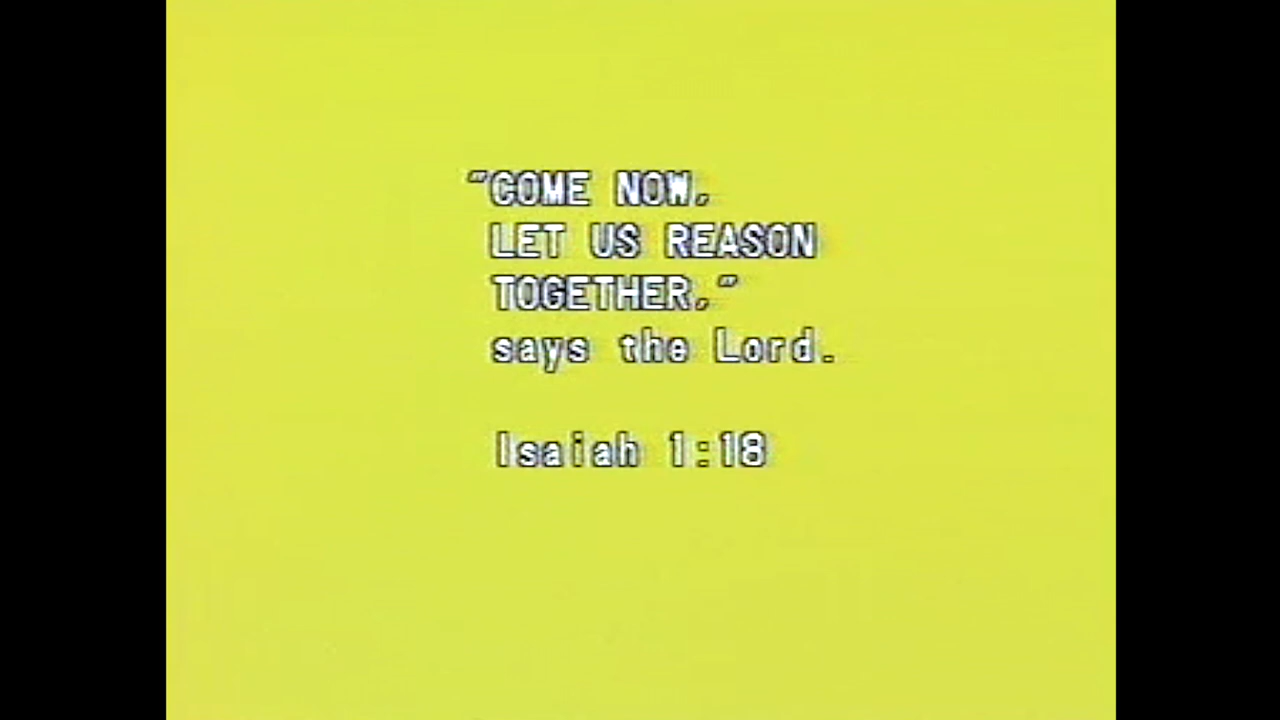 "COME NOW,
LET US REASON
TOGETHER,"
says the Lord.
Isaiah 1:18